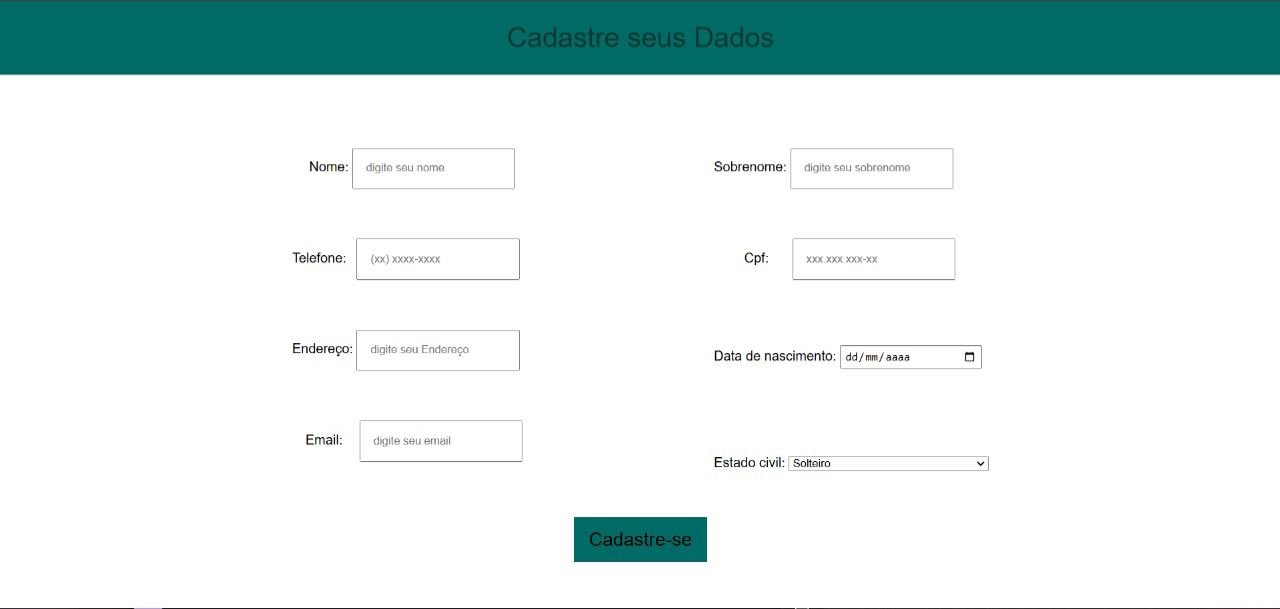 Cadastre seus Dados
Nome: digite seu nome
Sobrenome: digite seu sobrenome
Telefone: (xx) xxxx-xxxx
Cpf: xxx.xxx.xxx-xx
Endereço: digite seu Endereço
Data de nascimento: dd/mm/aaaa
Email: digite seu email
Estado civil: Solteiro
Cadastre-se